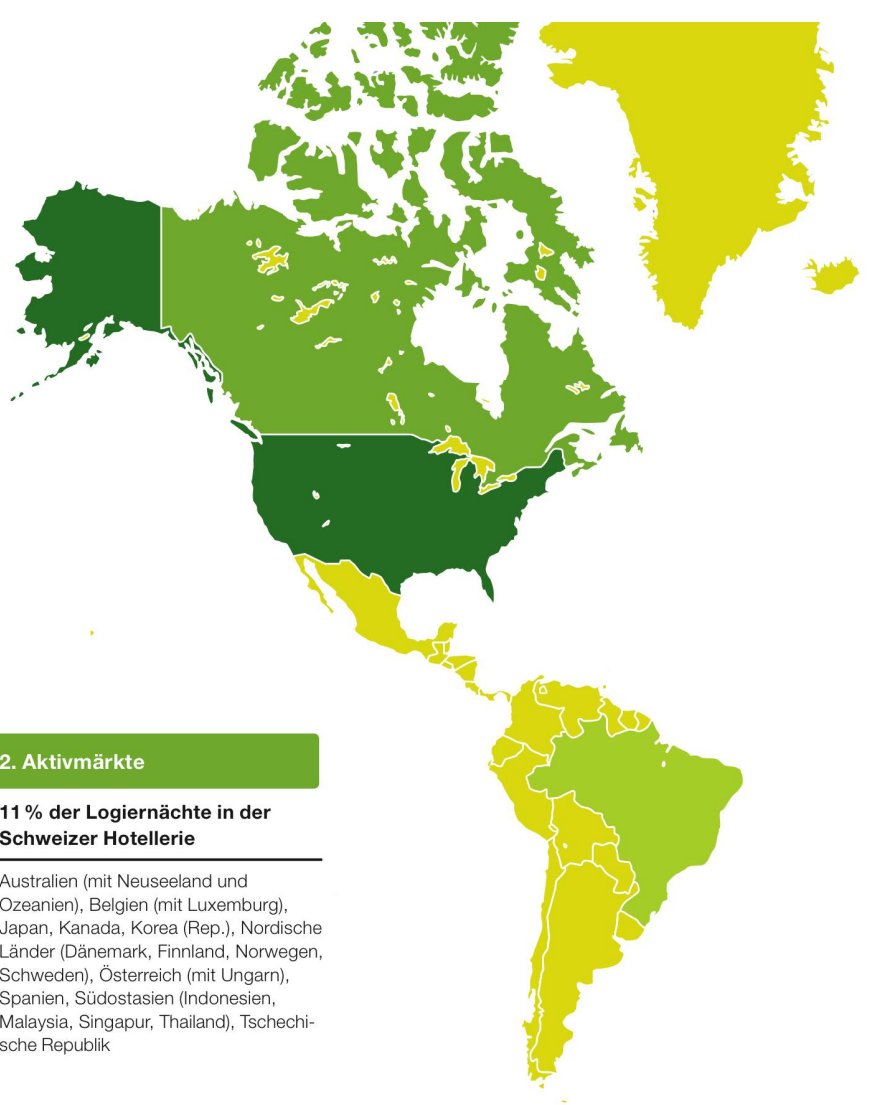 2. Aktivmärkte
11 % der Logiernächte in der
Schweizer Hotellerie
Australien (mit Neuseeland und
Ozeanien), Belgien (mit Luxemburg),
Japan, Kanada, Korea (Rep.), Nordische
Länder (Dänemark, Finnland, Norwegen,
Schweden), Österreich (mit Ungarn),
Spanien, Südostasien (Indonesien,
Malaysia, Singapur, Thailand), Tschechi-
sche Republik